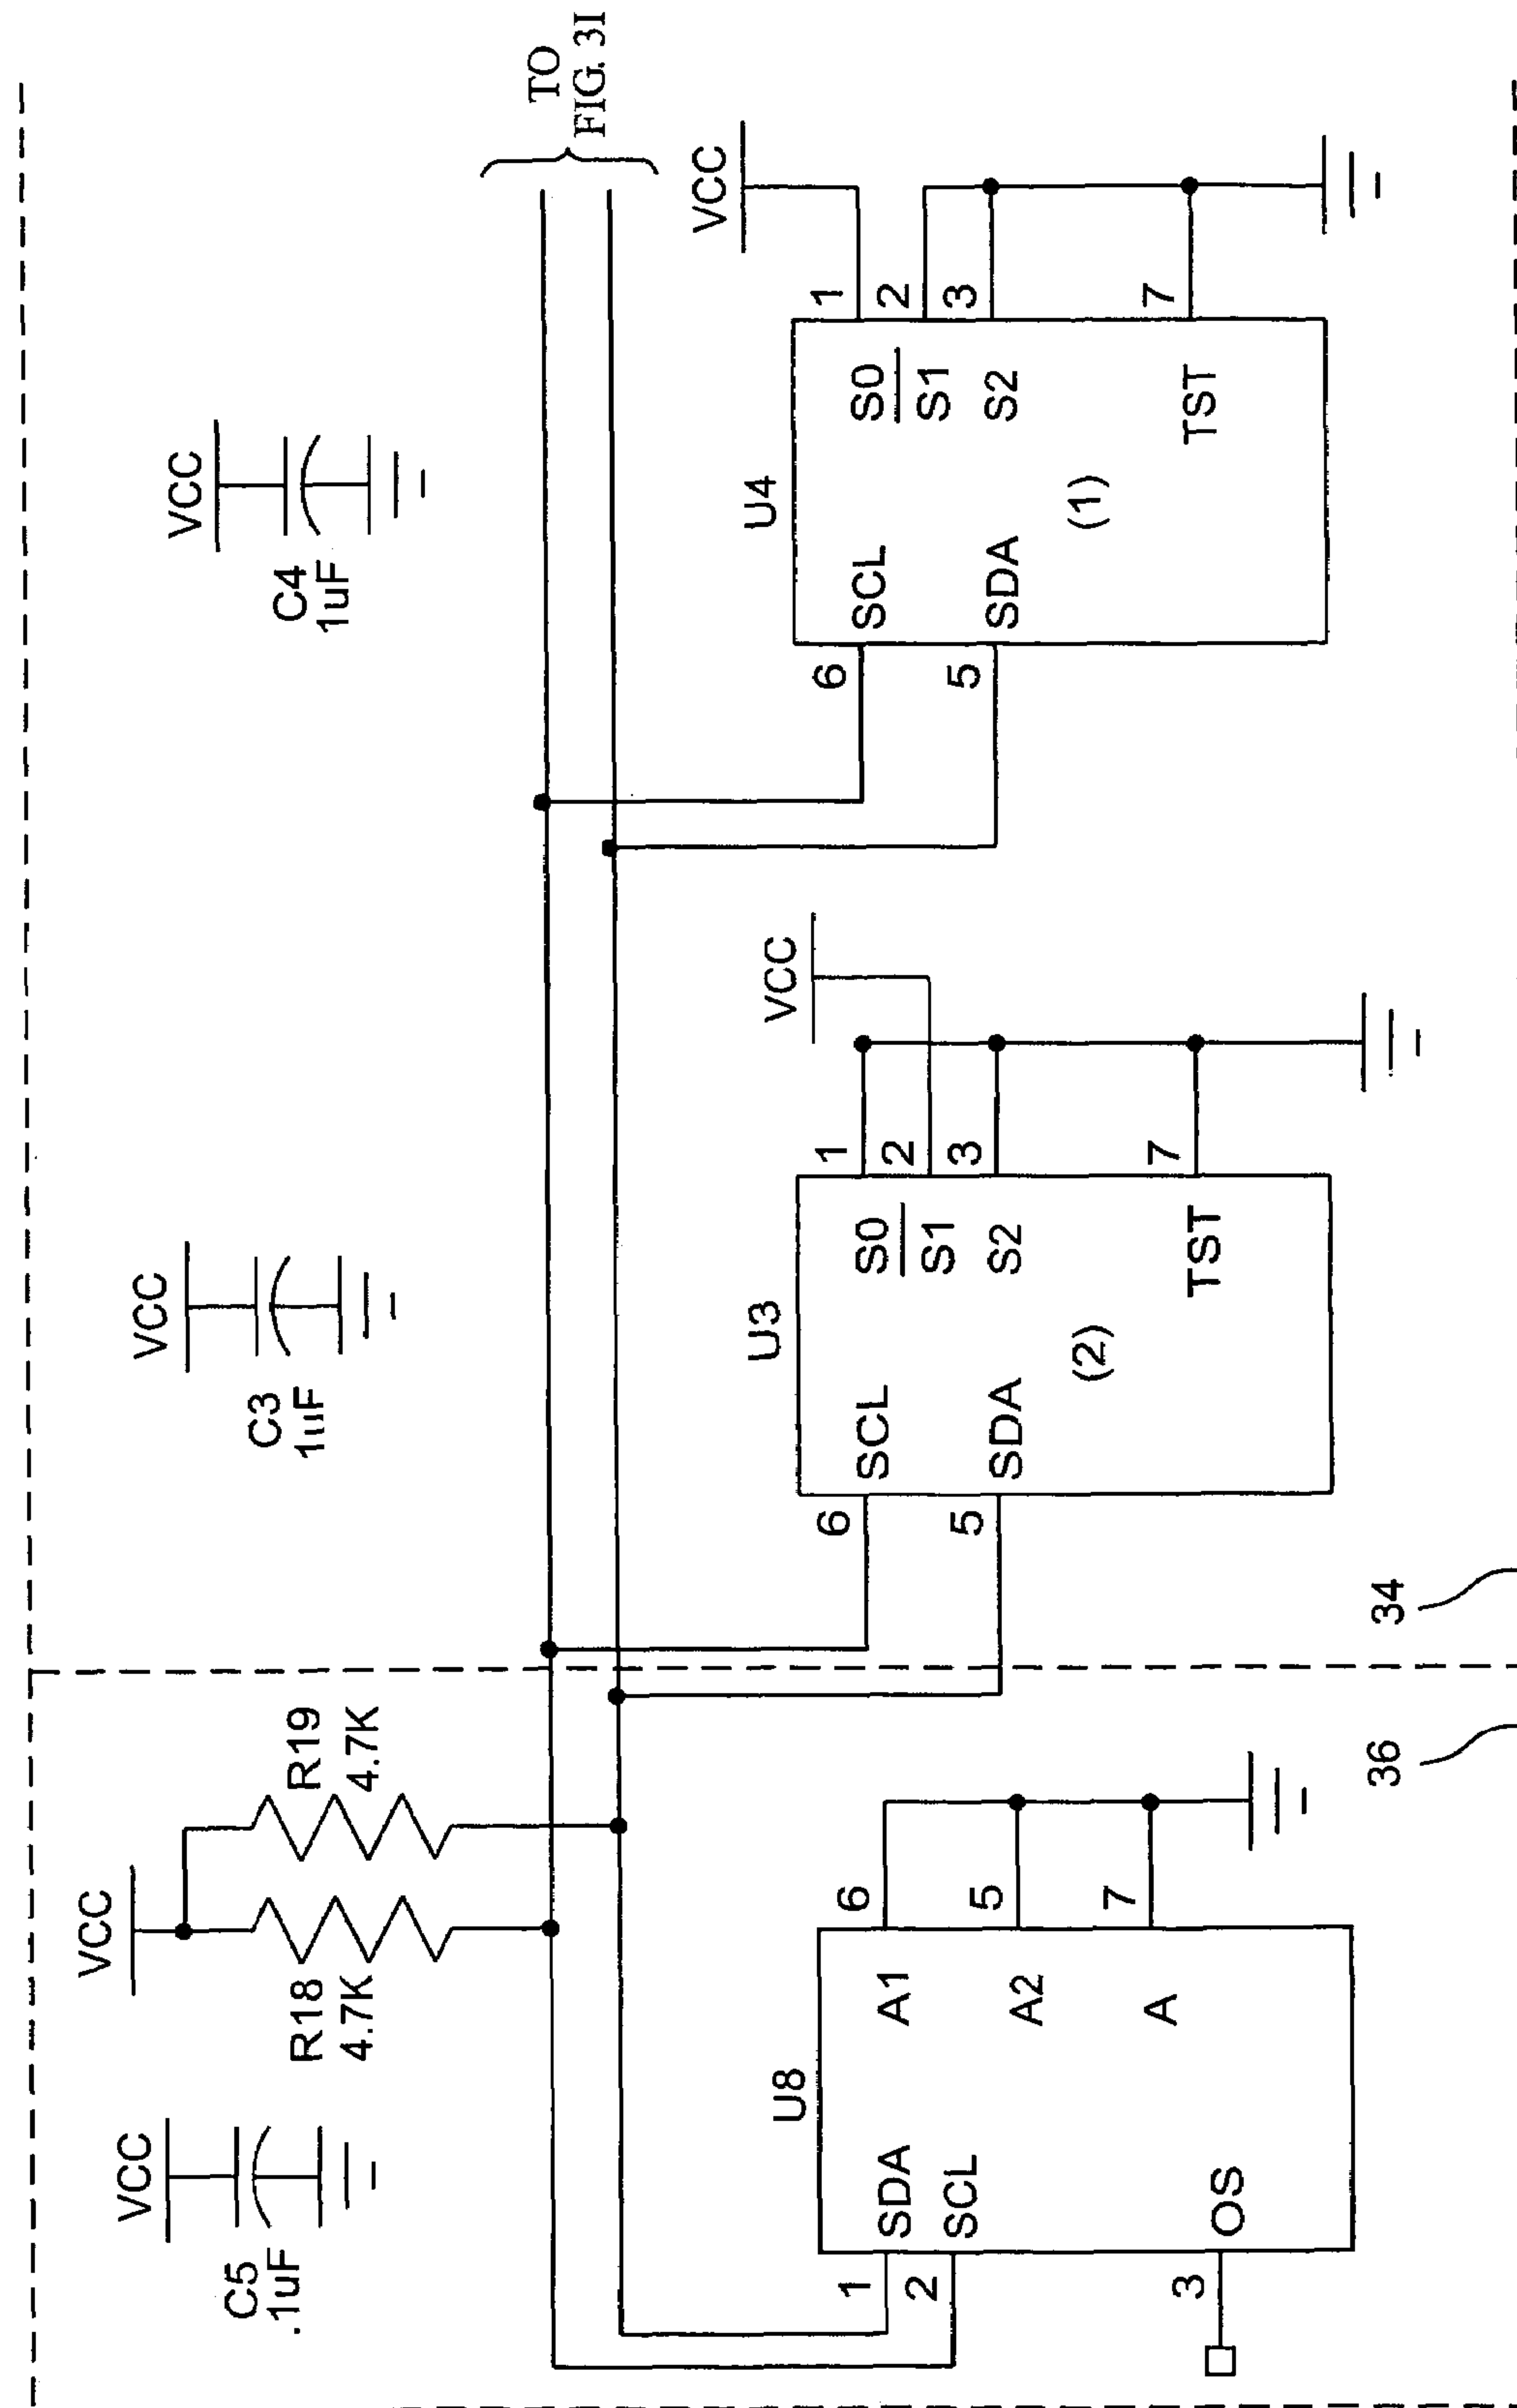 TO
FIG. 3I
VCC
C5
.1uF
VCC
R18
4.7K
R19
4.7K
VCC
C3
1uF
VCC
C4
1uF
U8
SDA
SCL
OS
A1
A2
A
1
2
3
6
5
7
36
34
U3
SCL
SDA
(2)
S0
S1
S2
TST
6
5
1
2
3
7
VCC
U4
SCL
SDA
(1)
S0
S1
S2
TST
6
5
1
2
3
7
VCC